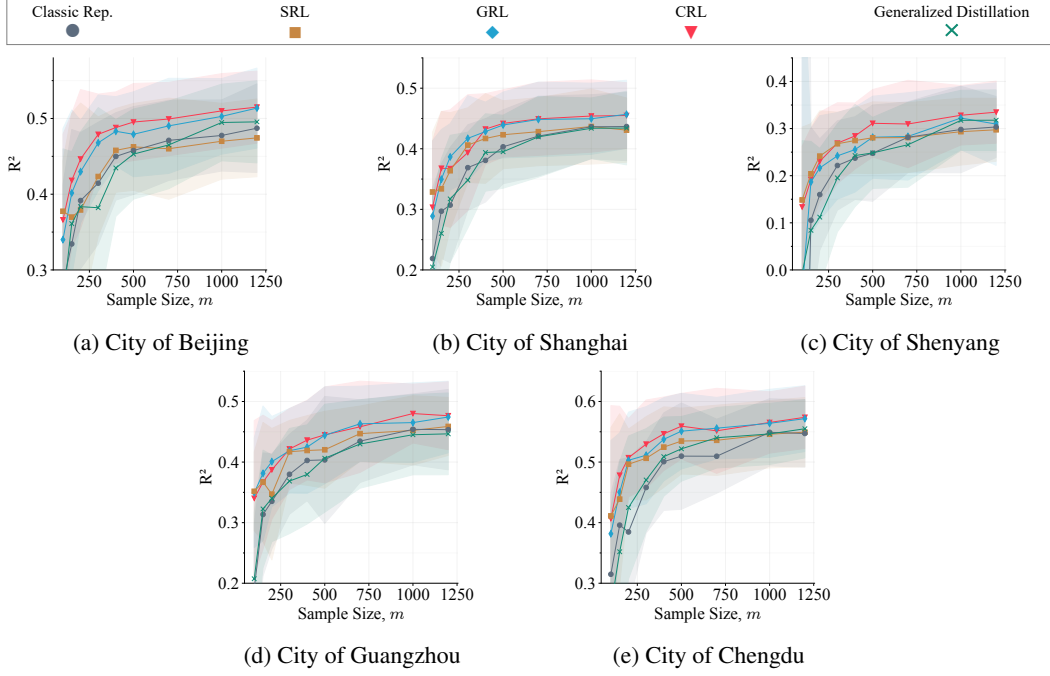 Classic Rep. SRL GRL CRL Generalized Distillation
0.5
0.4
0.3
R²
250 500 750 1000 1250
Sample Size, m
(a) City of Beijing
0.5
0.4
0.3
0.2
R²
250 500 750 1000 1250
Sample Size, m
(b) City of Shanghai
0.4
0.3
0.2
0.1
0.0
R²
250 500 750 1000 1250
Sample Size, m
(c) City of Shenyang
0.5
0.4
0.3
0.2
R²
250 500 750 1000 1250
Sample Size, m
(d) City of Guangzhou
0.6
0.5
0.4
0.3
R²
250 500 750 1000 1250
Sample Size, m
(e) City of Chengdu